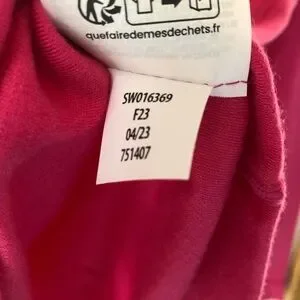 quefairedemesdechets.fr
SW016369
F23
04/23
751407